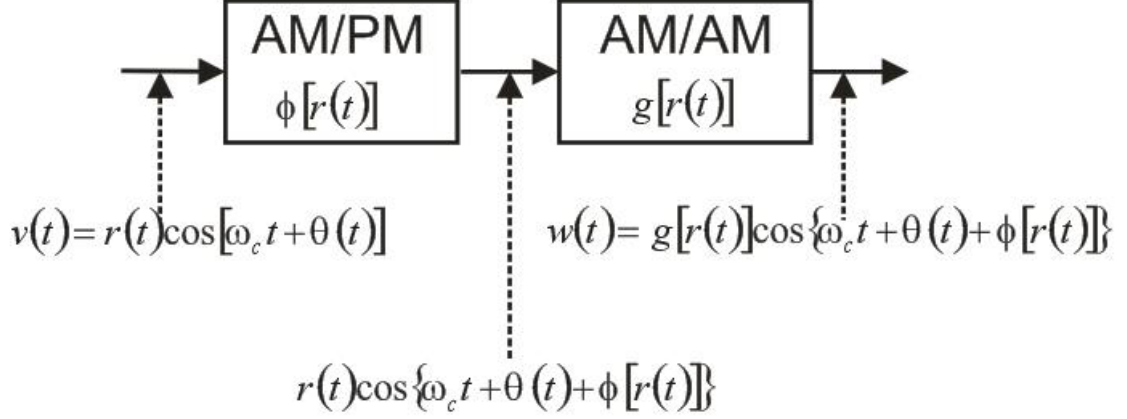 AM/PM
ϕ[r(t)]
AM/AM
g[r(t)]
v(t)= r(t)cos[ω_c t+θ(t)]
w(t)= g[r(t)]cos{ω_c t+θ(t)+ϕ[r(t)]}
r(t)cos{ω_c t+θ(t)+ϕ[r(t)]}